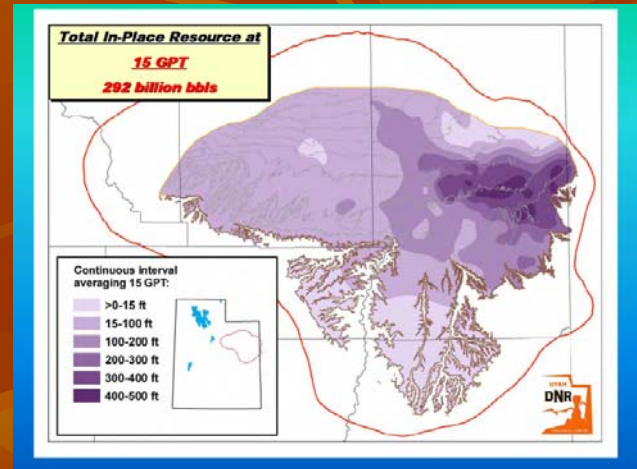 Total In-Place Resource at
15 GPT
292 billion bbls
Continuous interval
averaging 15 GPT:
>0-15 ft
15-100 ft
100-200 ft
200-300 ft
300-400 ft
400-500 ft
UTAH
DNR